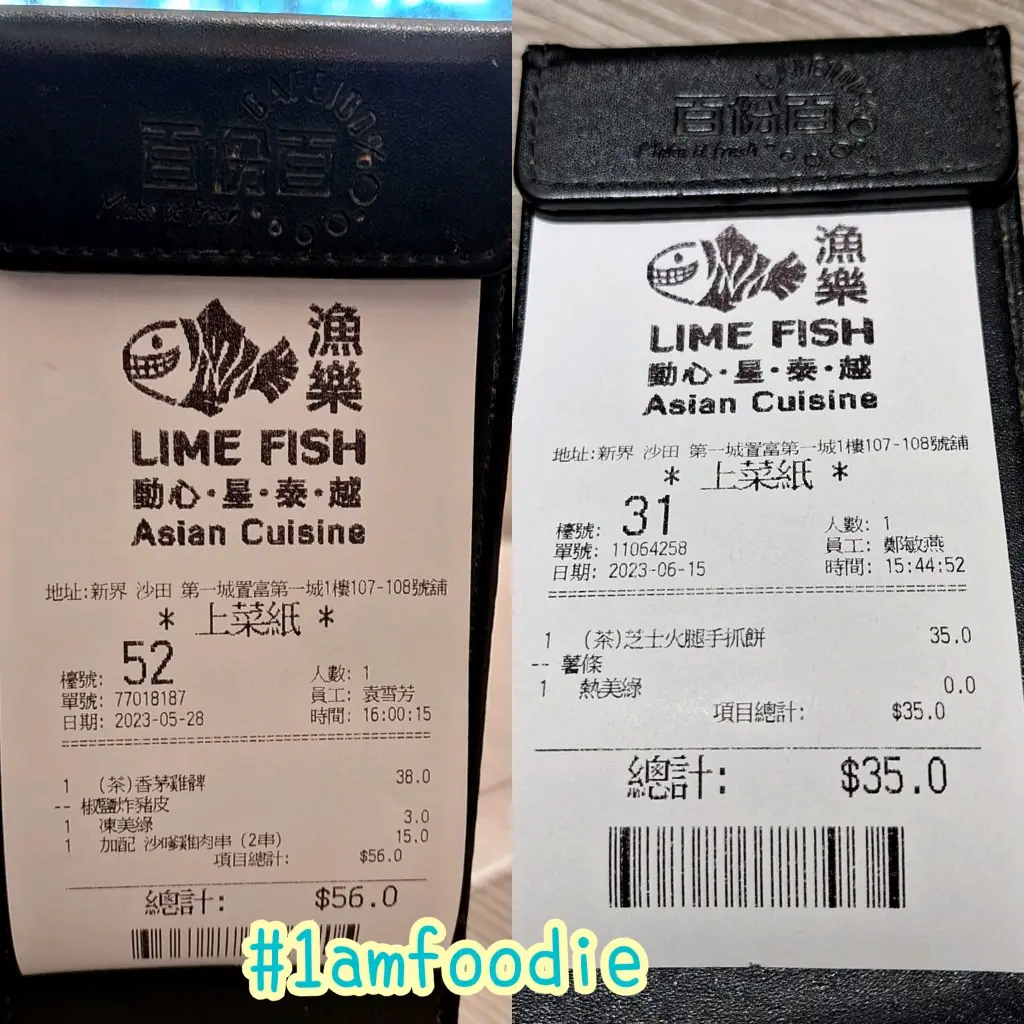 CAFE100%
百份百
Make it fresh
漁樂
LIME FISH
動心·星·泰·越
Asian Cuisine
地址:新界 沙田 第一城置富第一城1樓107-108號舖
* 上菜紙 *
檯號: 52 人數: 1
單號: 77018187 員工: 袁雪芳
日期: 2023-05-28 時間: 16:00:15
1 (茶)香茅雞髀 38.0
-- 椒鹽炸豬皮
1 凍美綠 3.0
1 加配 沙嗲雞肉串 (2串) 15.0
項目總計: $56.0
總計: $56.0
CAFE100%
百份百
Make it fresh
漁樂
LIME FISH
動心·星·泰·越
Asian Cuisine
地址:新界 沙田 第一城置富第一城1樓107-108號舖
* 上菜紙 *
檯號: 31 人數: 1
單號: 11064258 員工: 鄭敏燕
日期: 2023-06-15 時間: 15:44:52
1 (茶)芝士火腿手抓餅 35.0
-- 薯條
1 熱美綠 0.0
項目總計: $35.0
總計: $35.0
#1amfoodie